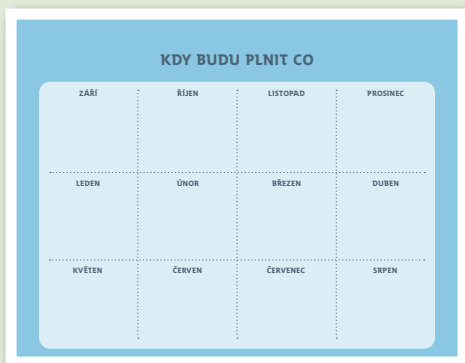 KDY BUDU PLNIT CO
ZÁŘÍ ŘÍJEN LISTOPAD PROSINEC
LEDEN ÚNOR BŘEZEN DUBEN
KVĚTEN ČERVEN ČERVENEC SRPEN